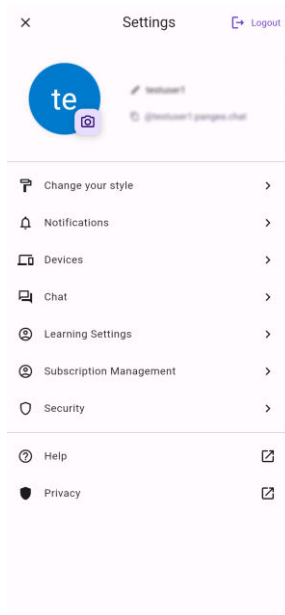 Settings
Logout
te
testuser1
@testuser1:pangea.chat
Change your style
Notifications
Devices
Chat
Learning Settings
Subscription Management
Security
Help
Privacy